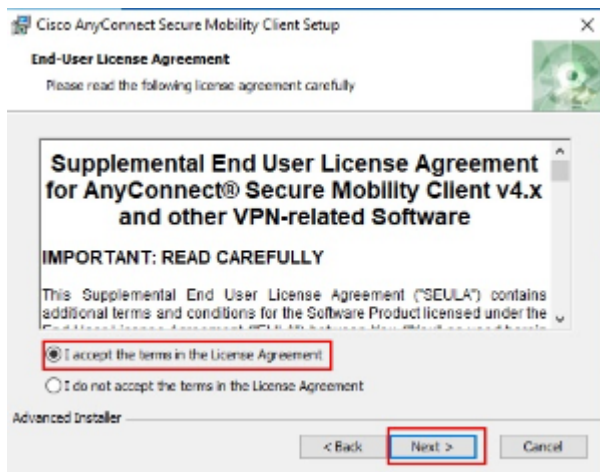 Cisco AnyConnect Secure Mobility Client Setup
End-User License Agreement
Please read the following license agreement carefully
Supplemental End User License Agreement
for AnyConnect® Secure Mobility Client v4.x
and other VPN-related Software
IMPORTANT: READ CAREFULLY
This Supplemental End User License Agreement ("SEULA") contains
additional terms and conditions for the Software Product licensed under the
I accept the terms in the License Agreement
I do not accept the terms in the License Agreement
Advanced Installer
< Back
Next >
Cancel